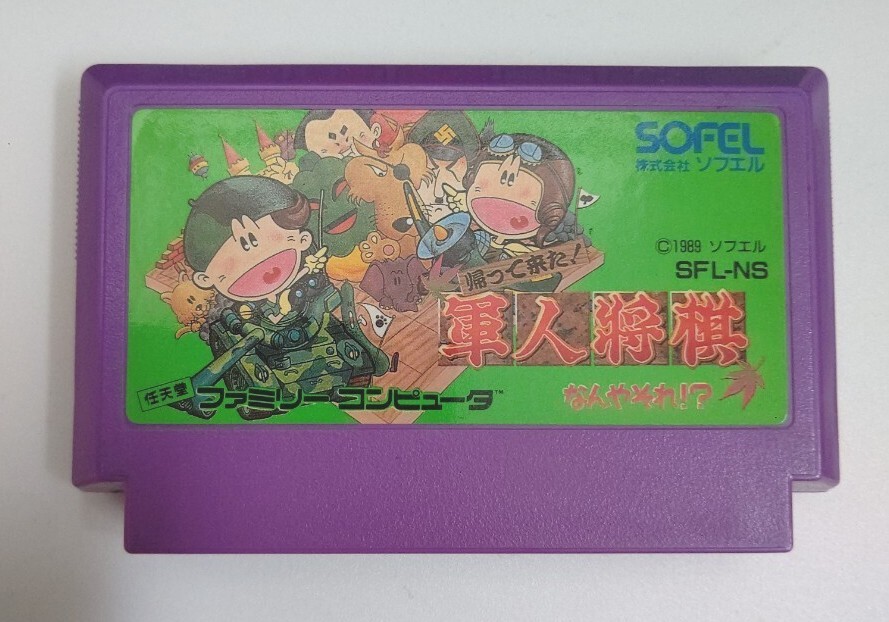 SOFEL
株式会社 ソフエル
©1989 ソフエル
SFL-NS
帰って来た!
軍人将棋
なんやそれ!?
任天堂 ファミリーコンピュータ™